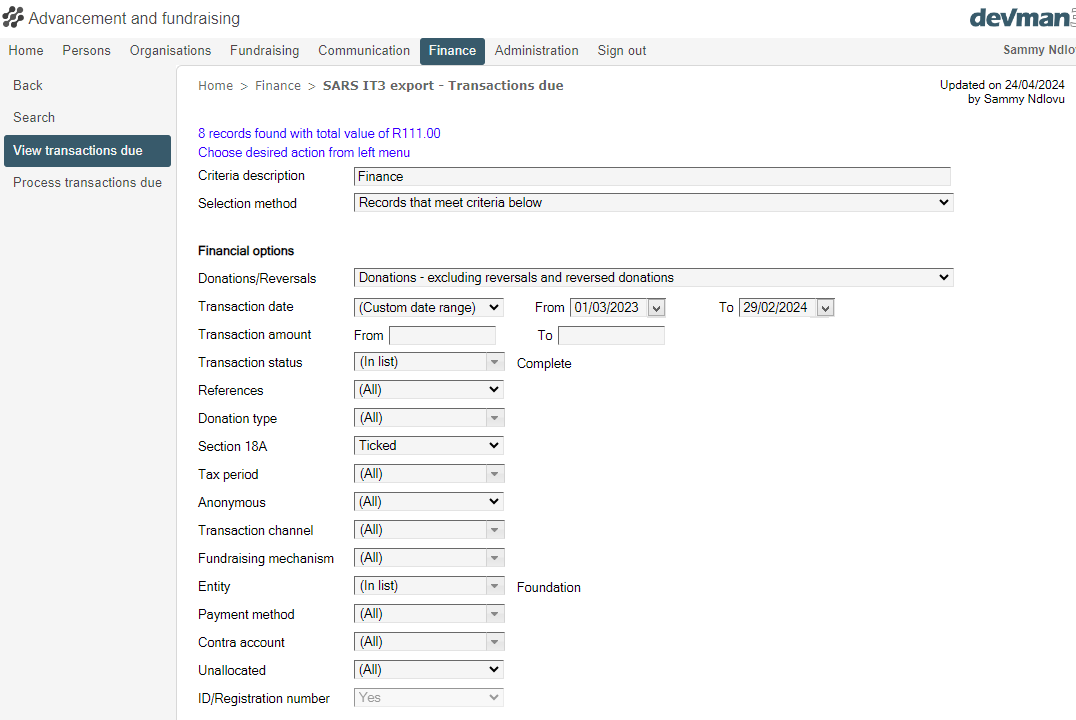 Advancement and fundraising
devman
Home Persons Organisations Fundraising Communication Finance Administration Sign out Sammy Ndlo
Back
Search
View transactions due
Process transactions due
Home > Finance > SARS IT3 export - Transactions due
Updated on 24/04/2024
by Sammy Ndlovu
8 records found with total value of R111.00
Choose desired action from left menu
Criteria description Finance
Selection method Records that meet criteria below
Financial options
Donations/Reversals Donations - excluding reversals and reversed donations
Transaction date (Custom date range) From 01/03/2023 To 29/02/2024
Transaction amount From To
Transaction status (In list) Complete
References (All)
Donation type (All)
Section 18A Ticked
Tax period (All)
Anonymous (All)
Transaction channel (All)
Fundraising mechanism (All)
Entity (In list) Foundation
Payment method (All)
Contra account (All)
Unallocated (All)
ID/Registration number Yes